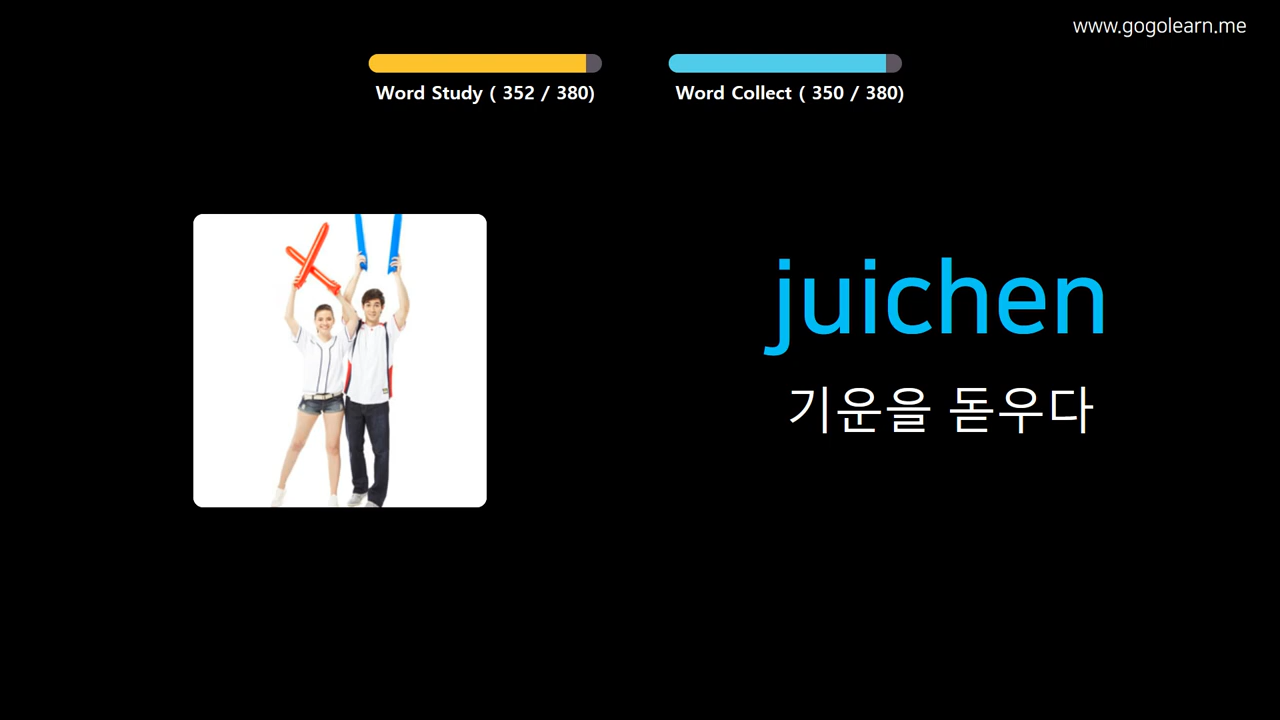 www.gogolearn.me
Word Study ( 352 / 380)
Word Collect ( 350 / 380)
juichen
기운을 돋우다